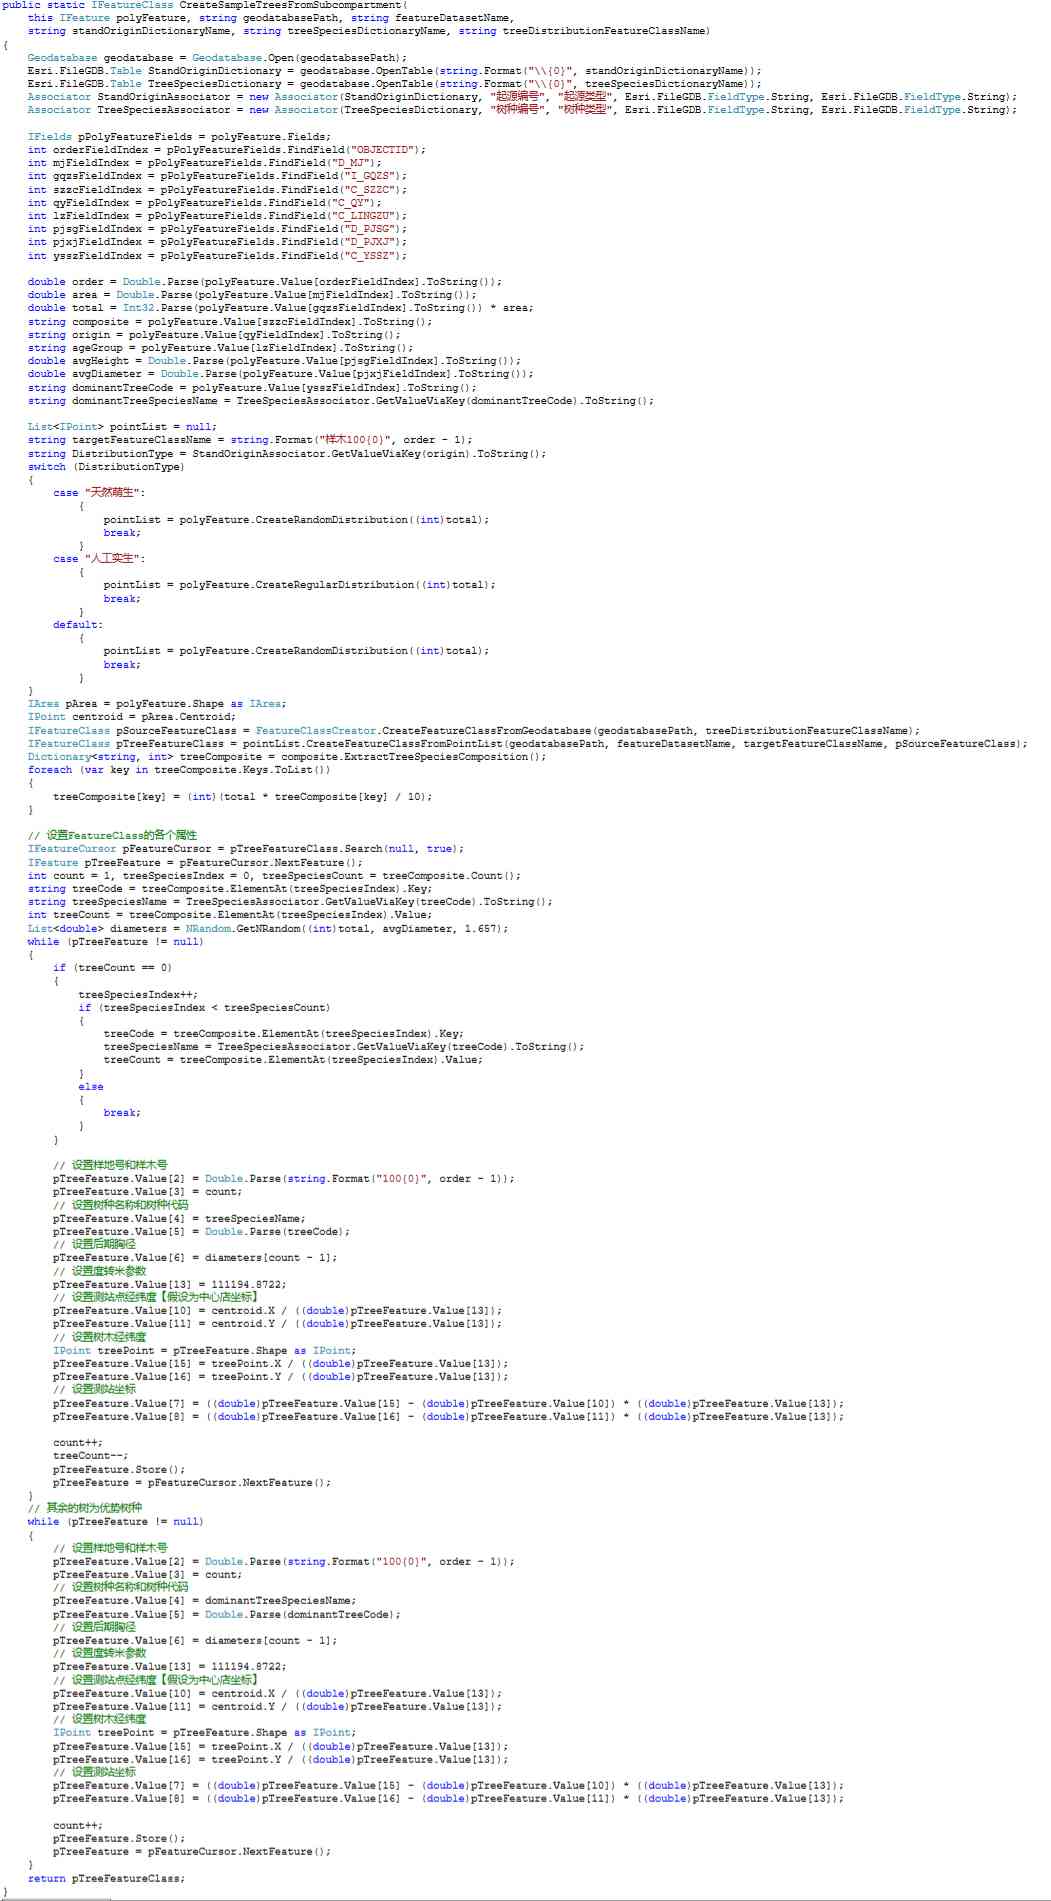 public static IFeatureClass CreateSampleTreesFromSubcompartment(
    this IFeature polyFeature, string geodatabasePath, string featureDatasetName,
    string standOriginDictionaryName, string treeSpeciesDictionaryName, string treeDistributionFeatureClassName)
{
    Geodatabase geodatabase = Geodatabase.Open(geodatabasePath);
    Esri.FileGDB.Table StandOriginDictionary = geodatabase.OpenTable(string.Format("\\{0}", standOriginDictionaryName));
    Esri.FileGDB.Table TreeSpeciesDictionary = geodatabase.OpenTable(string.Format("\\{0}", treeSpeciesDictionaryName));
    Associator StandOriginAssociator = new Associator(StandOriginDictionary, "起源编号", "起源类型", Esri.FileGDB.FieldType.String, Esri.FileGDB.FieldType.String);
    Associator TreeSpeciesAssociator = new Associator(TreeSpeciesDictionary, "树种编号", "树种类型", Esri.FileGDB.FieldType.String, Esri.FileGDB.FieldType.String);

    IFields pPolyFeatureFields = polyFeature.Fields;
    int orderFieldIndex = pPolyFeatureFields.FindField("OBJECTID");
    int mjFieldIndex = pPolyFeatureFields.FindField("D_MJ");
    int gqzsFieldIndex = pPolyFeatureFields.FindField("I_GQZS");
    int szzcFieldIndex = pPolyFeatureFields.FindField("C_SZZC");
    int qyFieldIndex = pPolyFeatureFields.FindField("C_QY");
    int lzFieldIndex = pPolyFeatureFields.FindField("C_LINGZU");
    int pjsgFieldIndex = pPolyFeatureFields.FindField("D_PJSG");
    int pjxjFieldIndex = pPolyFeatureFields.FindField("D_PJXJ");
    int ysszFieldIndex = pPolyFeatureFields.FindField("C_YSSZ");

    double order = Double.Parse(polyFeature.Value[orderFieldIndex].ToString());
    double area = Double.Parse(polyFeature.Value[mjFieldIndex].ToString());
    double total = Int32.Parse(polyFeature.Value[gqzsFieldIndex].ToString()) * area;
    string composite = polyFeature.Value[szzcFieldIndex].ToString();
    string origin = polyFeature.Value[qyFieldIndex].ToString();
    string ageGroup = polyFeature.Value[lzFieldIndex].ToString();
    double avgHeight = Double.Parse(polyFeature.Value[pjsgFieldIndex].ToString());
    double avgDiameter = Double.Parse(polyFeature.Value[pjxjFieldIndex].ToString());
    string dominantTreeCode = polyFeature.Value[ysszFieldIndex].ToString();
    string dominantTreeSpeciesName = TreeSpeciesAssociator.GetValueViaKey(dominantTreeCode).ToString();

    List<IPoint> pointList = null;
    string targetFeatureClassName = string.Format("样木100{0}", order - 1);
    string DistributionType = StandOriginAssociator.GetValueViaKey(origin).ToString();
    switch (DistributionType)
    {
        case "天然萌生":
            {
                pointList = polyFeature.CreateRandomDistribution((int)total);
                break;
            }
        case "人工实生":
            {
                pointList = polyFeature.CreateRegularDistribution((int)total);
                break;
            }
        default:
            {
                pointList = polyFeature.CreateRandomDistribution((int)total);
                break;
            }
    }
    IArea pArea = polyFeature.Shape as IArea;
    IPoint centroid = pArea.Centroid;
    IFeatureClass pSourceFeatureClass = FeatureClassCreator.CreateFeatureClassFromGeodatabase(geodatabasePath, treeDistributionFeatureClassName);
    IFeatureClass pTreeFeatureClass = pointList.CreateFeatureClassFromPointList(geodatabasePath, featureDatasetName, targetFeatureClassName, pSourceFeatureClass);
    Dictionary<string, int> treeComposite = composite.ExtractTreeSpeciesComposition();
    foreach (var key in treeComposite.Keys.ToList())
    {
        treeComposite[key] = (int)(total * treeComposite[key] / 10);
    }

    // 设置FeatureClass的各个属性
    IFeatureCursor pFeatureCursor = pTreeFeatureClass.Search(null, true);
    IFeature pTreeFeature = pFeatureCursor.NextFeature();
    int count = 1, treeSpeciesIndex = 0, treeSpeciesCount = treeComposite.Count();
    string treeCode = treeComposite.ElementAt(treeSpeciesIndex).Key;
    string treeSpeciesName = TreeSpeciesAssociator.GetValueViaKey(treeCode).ToString();
    int treeCount = treeComposite.ElementAt(treeSpeciesIndex).Value;
    List<double> diameters = NRandom.GetNRandom((int)total, avgDiameter, 1.657);
    while (pTreeFeature != null)
    {
        if (treeCount == 0)
        {
            treeSpeciesIndex++;
            if (treeSpeciesIndex < treeSpeciesCount)
            {
                treeCode = treeComposite.ElementAt(treeSpeciesIndex).Key;
                treeSpeciesName = TreeSpeciesAssociator.GetValueViaKey(treeCode).ToString();
                treeCount = treeComposite.ElementAt(treeSpeciesIndex).Value;
            }
            else
            {
                break;
            }
        }

        // 设置样地号和样木号
        pTreeFeature.Value[2] = Double.Parse(string.Format("100{0}", order - 1));
        pTreeFeature.Value[3] = count;
        // 设置树种名称和树种代码
        pTreeFeature.Value[4] = treeSpeciesName;
        pTreeFeature.Value[5] = Double.Parse(treeCode);
        // 设置后期胸径
        pTreeFeature.Value[6] = diameters[count - 1];
        // 设置度转米参数
        pTreeFeature.Value[13] = 111194.8722;
        // 设置测站点经纬度【假设为中心店坐标】
        pTreeFeature.Value[10] = centroid.X / ((double)pTreeFeature.Value[13]);
        pTreeFeature.Value[11] = centroid.Y / ((double)pTreeFeature.Value[13]);
        // 设置树木经纬度
        IPoint treePoint = pTreeFeature.Shape as IPoint;
        pTreeFeature.Value[15] = treePoint.X / ((double)pTreeFeature.Value[13]);
        pTreeFeature.Value[16] = treePoint.Y / ((double)pTreeFeature.Value[13]);
        // 设置测站坐标
        pTreeFeature.Value[7] = ((double)pTreeFeature.Value[15] - (double)pTreeFeature.Value[10]) * ((double)pTreeFeature.Value[13]);
        pTreeFeature.Value[8] = ((double)pTreeFeature.Value[16] - (double)pTreeFeature.Value[11]) * ((double)pTreeFeature.Value[13]);

        count++;
        treeCount--;
        pTreeFeature.Store();
        pTreeFeature = pFeatureCursor.NextFeature();
    }
    // 其余的树为优势树种
    while (pTreeFeature != null)
    {
        // 设置样地号和样木号
        pTreeFeature.Value[2] = Double.Parse(string.Format("100{0}", order - 1));
        pTreeFeature.Value[3] = count;
        // 设置树种名称和树种代码
        pTreeFeature.Value[4] = dominantTreeSpeciesName;
        pTreeFeature.Value[5] = Double.Parse(dominantTreeCode);
        // 设置后期胸径
        pTreeFeature.Value[6] = diameters[count - 1];
        // 设置度转米参数
        pTreeFeature.Value[13] = 111194.8722;
        // 设置测站点经纬度【假设为中心店坐标】
        pTreeFeature.Value[10] = centroid.X / ((double)pTreeFeature.Value[13]);
        pTreeFeature.Value[11] = centroid.Y / ((double)pTreeFeature.Value[13]);
        // 设置树木经纬度
        IPoint treePoint = pTreeFeature.Shape as IPoint;
        pTreeFeature.Value[15] = treePoint.X / ((double)pTreeFeature.Value[13]);
        pTreeFeature.Value[16] = treePoint.Y / ((double)pTreeFeature.Value[13]);
        // 设置测站坐标
        pTreeFeature.Value[7] = ((double)pTreeFeature.Value[15] - (double)pTreeFeature.Value[10]) * ((double)pTreeFeature.Value[13]);
        pTreeFeature.Value[8] = ((double)pTreeFeature.Value[16] - (double)pTreeFeature.Value[11]) * ((double)pTreeFeature.Value[13]);

        count++;
        pTreeFeature.Store();
        pTreeFeature = pFeatureCursor.NextFeature();
    }
    return pTreeFeatureClass;
}